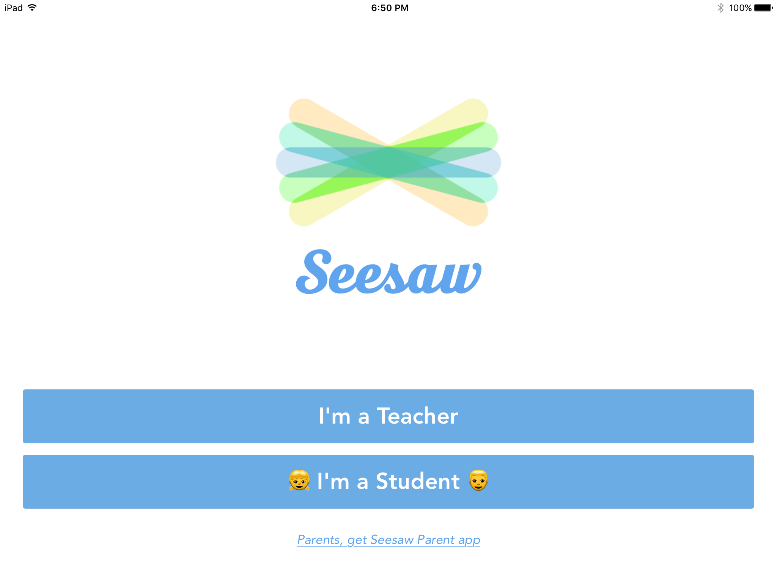 iPad 6:50 PM 100%
Seesaw
I'm a Teacher
I'm a Student
Parents, get Seesaw Parent app